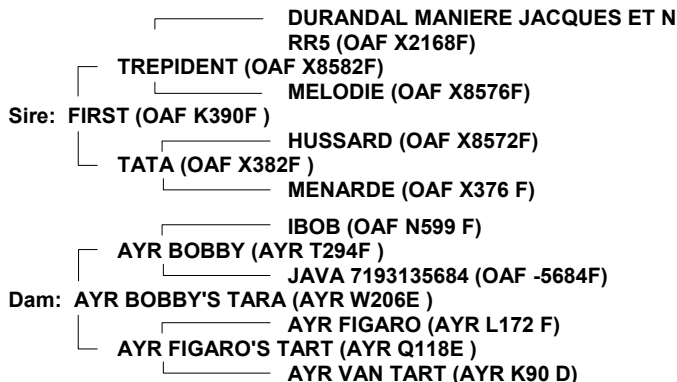 DURANDAL MANIERE JACQUES ET N
RR5 (OAF X2168F)
TREPIDENT (OAF X8582F)
MELODIE (OAF X8576F)
Sire: FIRST (OAF K390F )
HUSSARD (OAF X8572F)
TATA (OAF X382F )
MENARDE (OAF X376 F)
IBOB (OAF N599 F)
AYR BOBBY (AYR T294F )
JAVA 7193135684 (OAF -5684F)
Dam: AYR BOBBY'S TARA (AYR W206E )
AYR FIGARO (AYR L172 F)
AYR FIGARO'S TART (AYR Q118E )
AYR VAN TART (AYR K90 D)